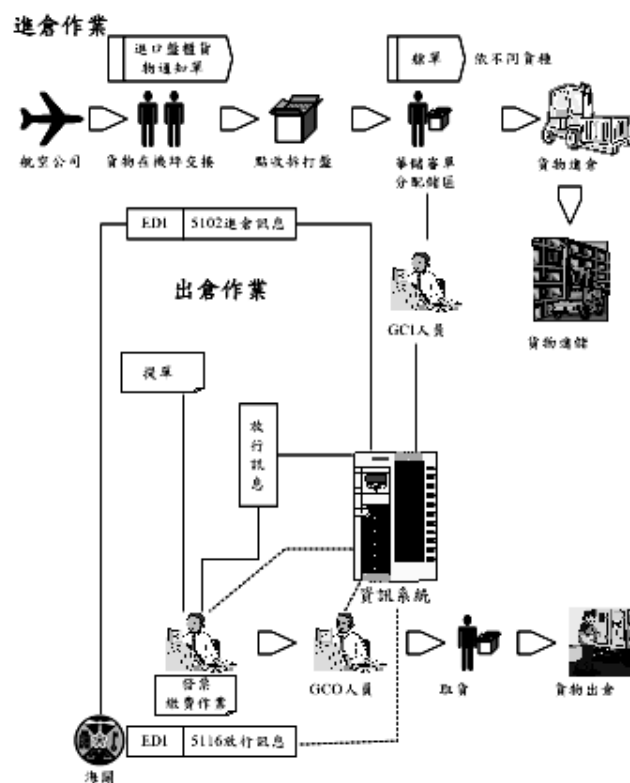 進倉作業
進口盤櫃貨
物通知單
艙單
依不同貨種
航空公司
貨物在機坪交接
點收拆打盤
華儲審單
分配儲區
貨物進倉
EDI
5102進倉訊息
出倉作業
GCI人員
貨物進儲
提單
放行訊息
資訊系統
發票
繳費作業
GCO人員
取貨
貨物出倉
EDI
5116放行訊息
海關